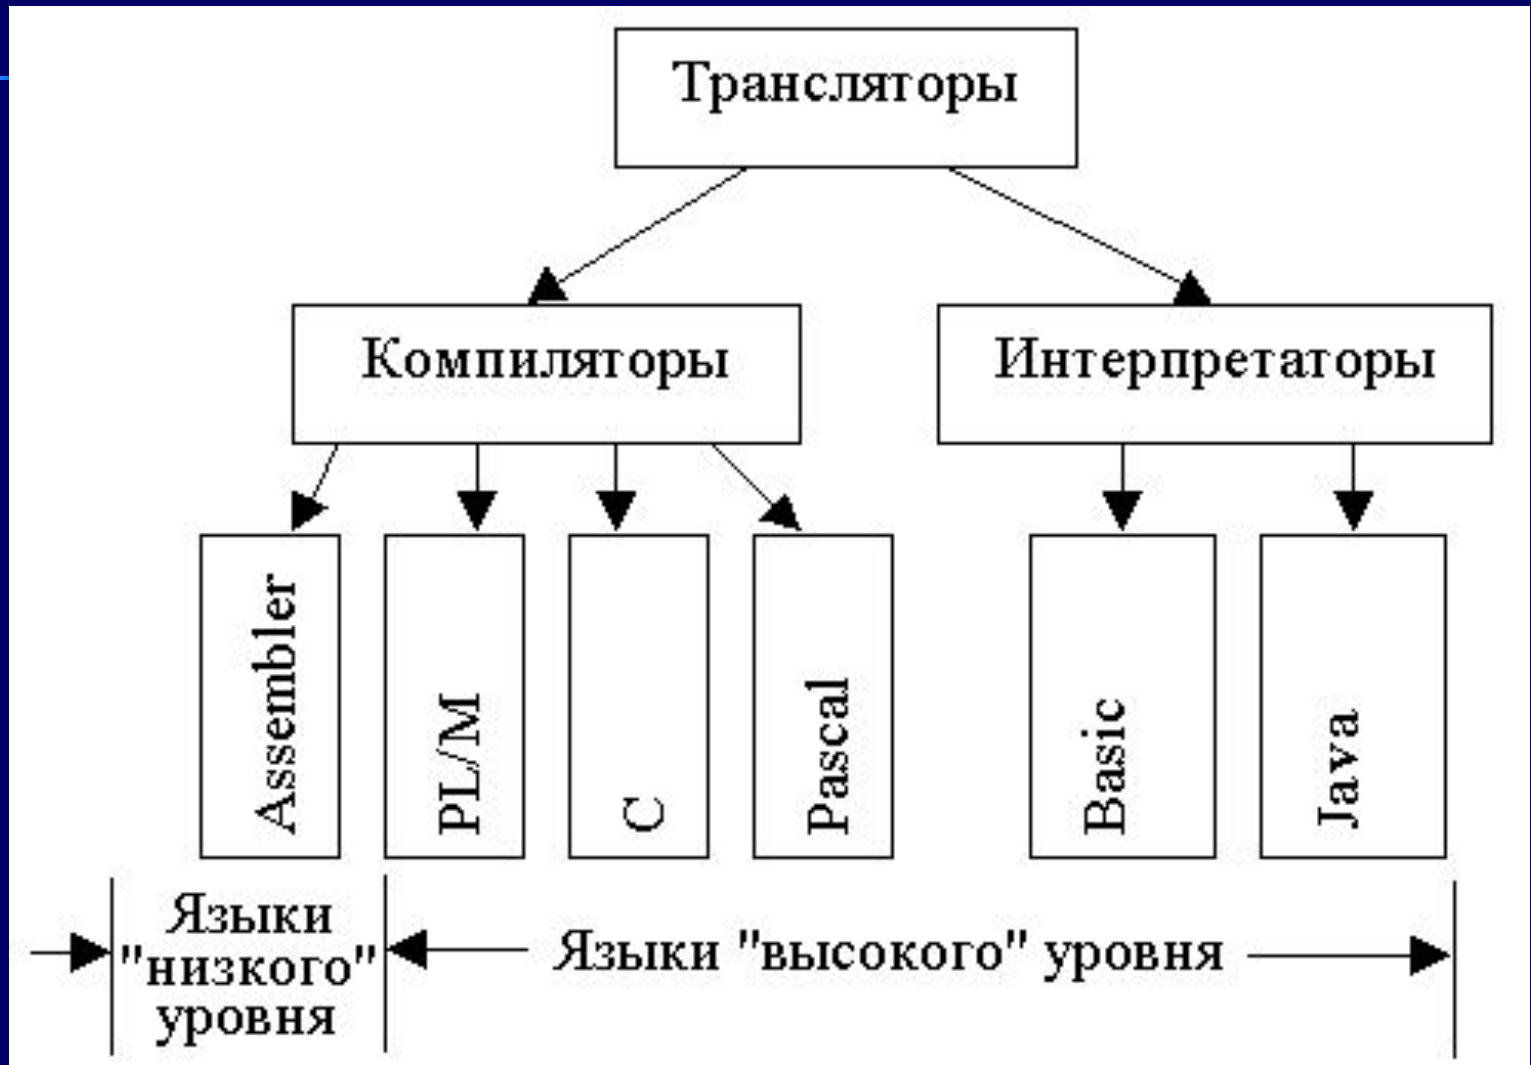 Трансляторы
Компиляторы
Интерпретаторы
Assembler
PL/M
C
Pascal
Basic
Java
Языки
"низкого"
уровня
Языки "высокого" уровня